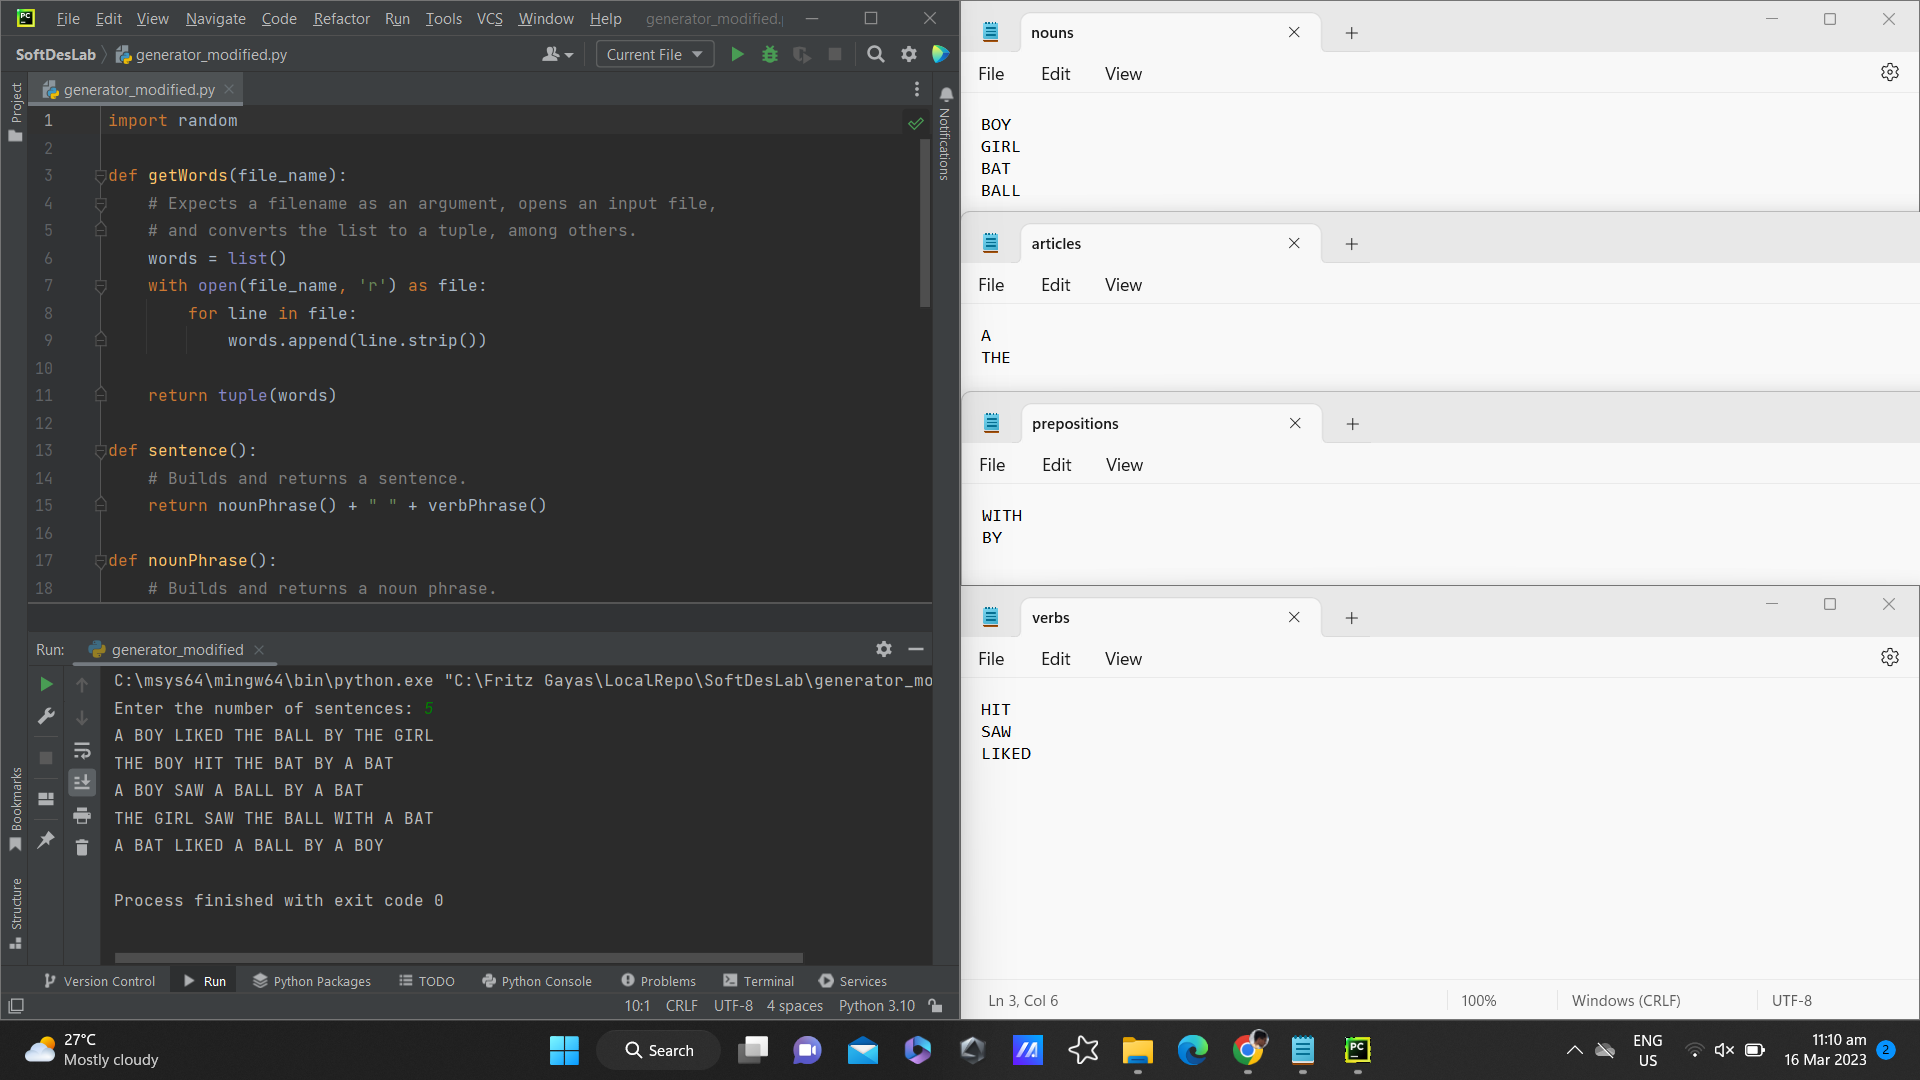 File Edit View Navigate Code Refactor Run Tools VCS Window Help generator_modified.
SoftDesLab generator_modified.py Current File
Project
generator_modified.py
Notifications
1 import random
2
3 def getWords(file_name):
4 # Expects a filename as an argument, opens an input file,
5 # and converts the list to a tuple, among others.
6 words = list()
7 with open(file_name, 'r') as file:
8 for line in file:
9 words.append(line.strip())
10
11 return tuple(words)
12
13 def sentence():
14 # Builds and returns a sentence.
15 return nounPhrase() + " " + verbPhrase()
16
17 def nounPhrase():
18 # Builds and returns a noun phrase.
Run: generator_modified
C:\msys64\mingw64\bin\python.exe "C:\Fritz Gayas\LocalRepo\SoftDesLab\generator_mo
Enter the number of sentences: 5
A BOY LIKED THE BALL BY THE GIRL
THE BOY HIT THE BAT BY A BAT
A BOY SAW A BALL BY A BAT
THE GIRL SAW THE BALL WITH A BAT
A BAT LIKED A BALL BY A BOY
Process finished with exit code 0
Bookmarks
Structure
Version Control Run Python Packages TODO Python Console Problems Terminal Services
10:1 CRLF UTF-8 4 spaces Python 3.10
nouns
File Edit View
BOY
GIRL
BAT
BALL
articles
File Edit View
A
THE
prepositions
File Edit View
WITH
BY
verbs
File Edit View
HIT
SAW
LIKED
Ln 3, Col 6 100% Windows (CRLF) UTF-8
27°C
Mostly cloudy
Search
ENG
US
11:10 am
16 Mar 2023
2